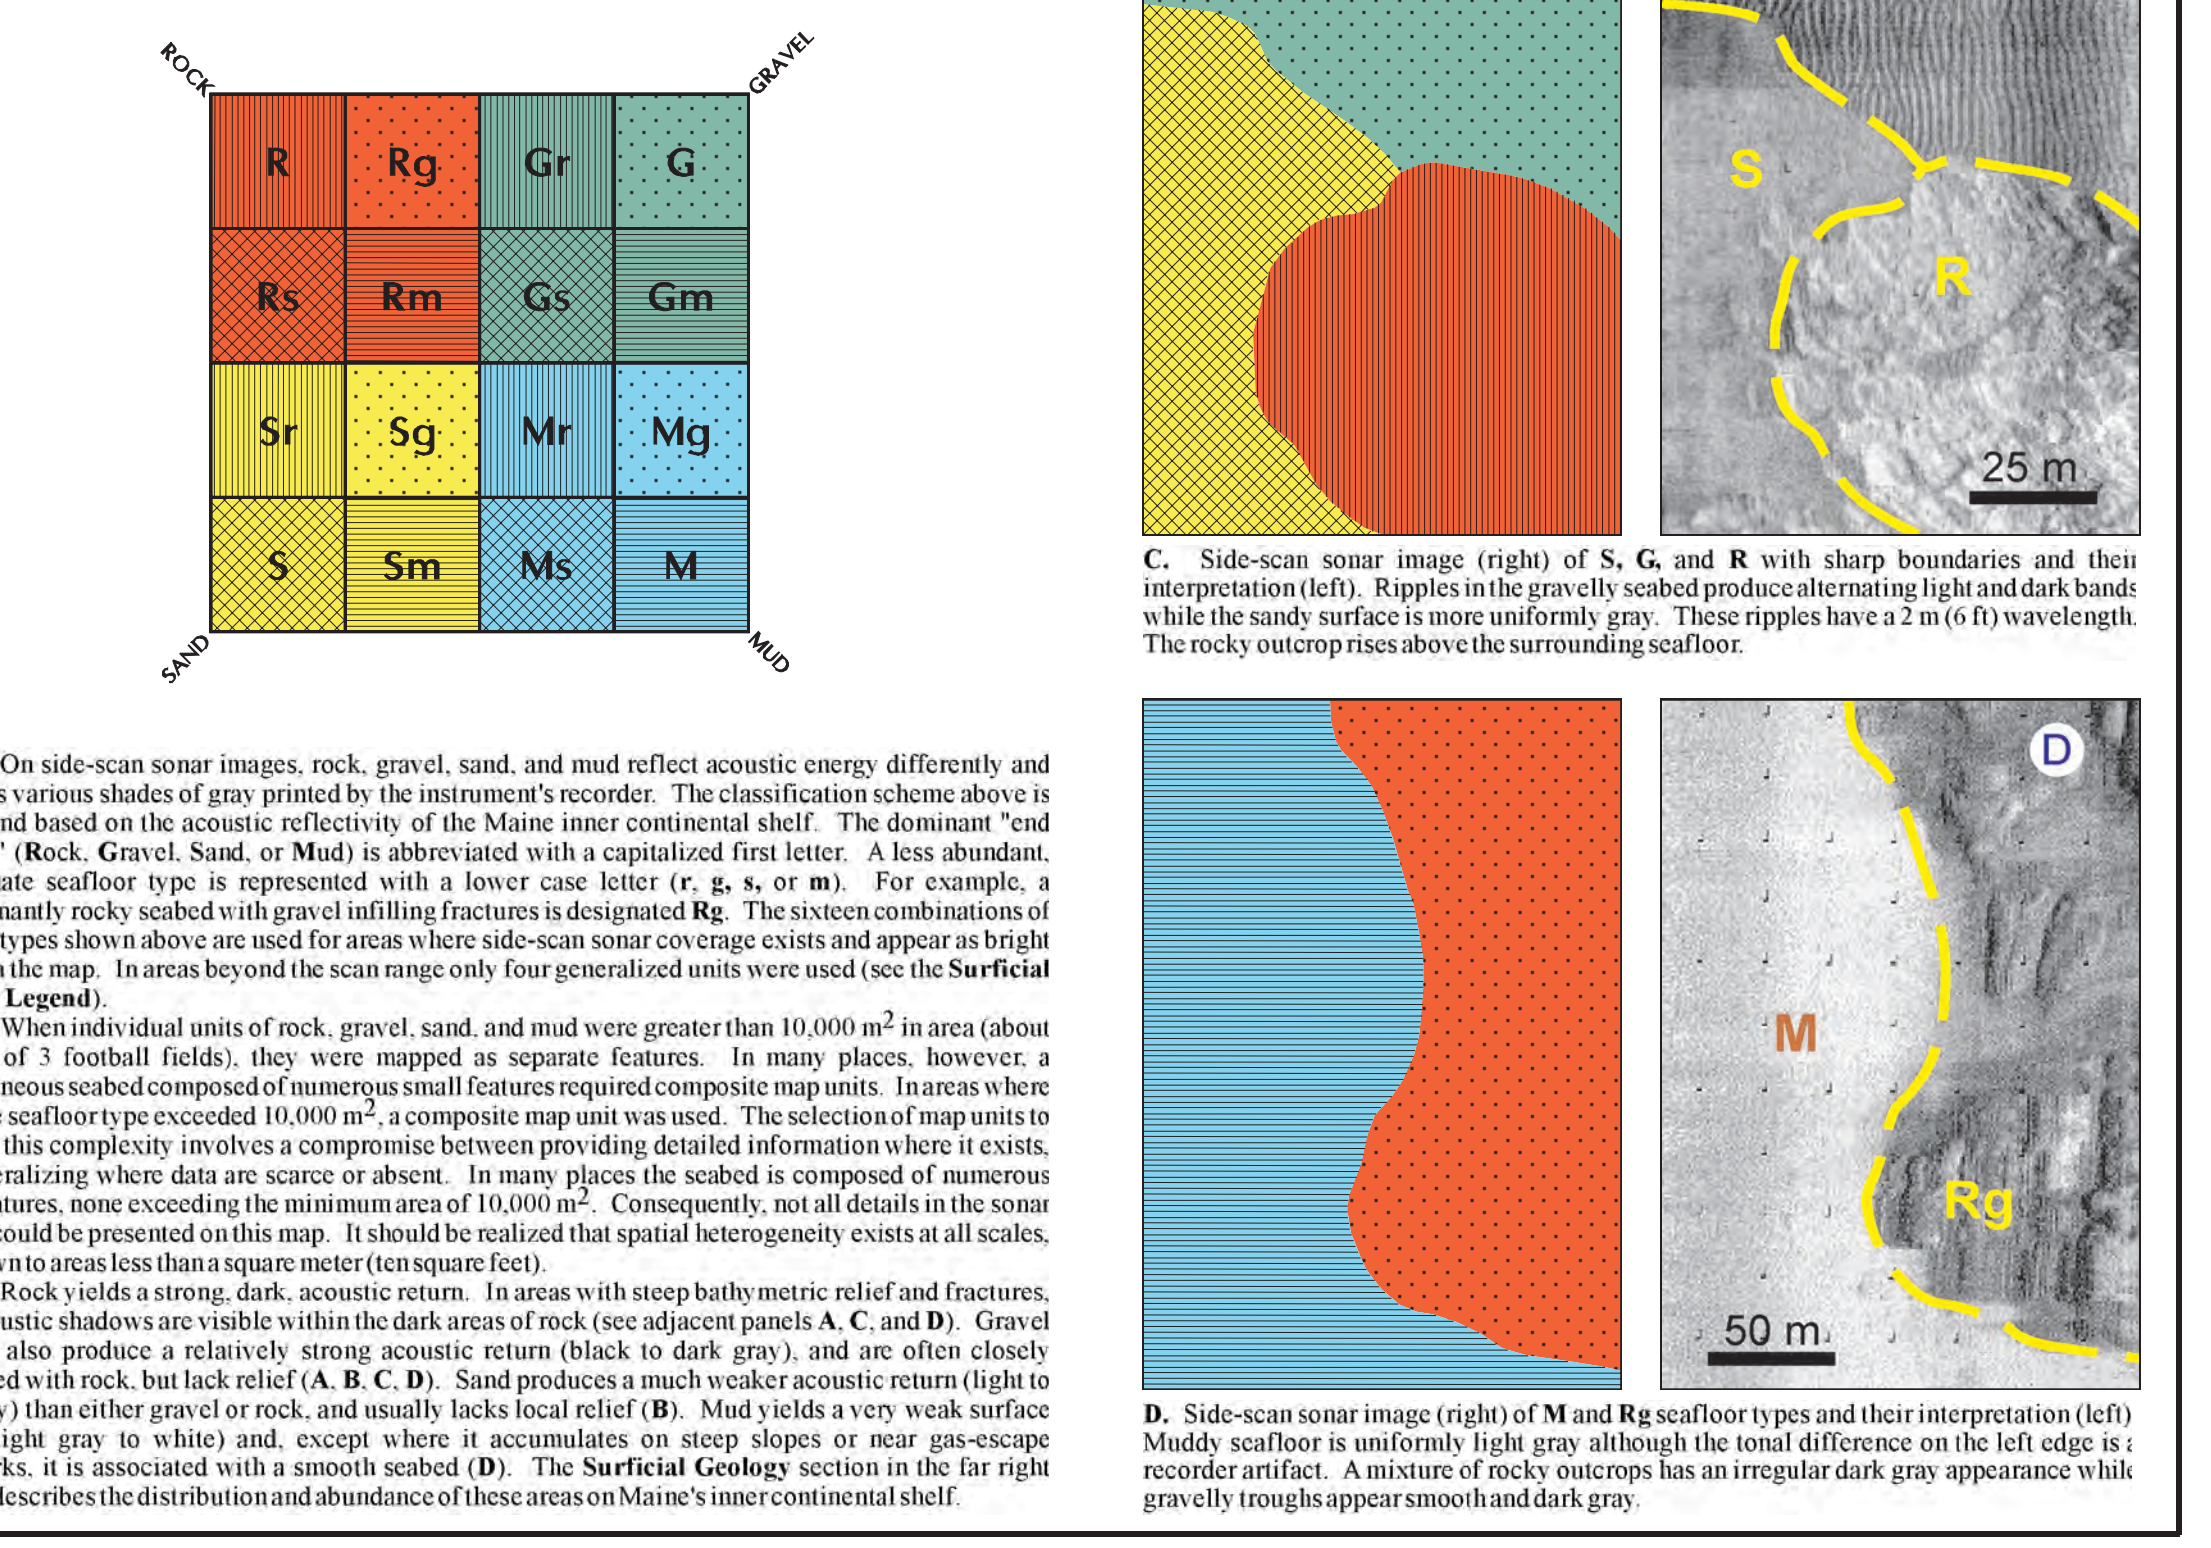 ROCK
GRAVEL
R Rg Gr G
Rs Rm Gs Gm
Sr Sg Mr Mg
S Sm Ms M
SAND
MUD
On side-scan sonar images, rock, gravel, sand, and mud reflect acoustic energy differently and
s various shades of gray printed by the instrument's recorder. The classification scheme above is
nd based on the acoustic reflectivity of the Maine inner continental shelf. The dominant "end
" (Rock, Gravel, Sand, or Mud) is abbreviated with a capitalized first letter. A less abundant,
ate seafloor type is represented with a lower case letter (r, g, s, or m). For example, a
nantly rocky seabed with gravel infilling fractures is designated Rg. The sixteen combinations of
types shown above are used for areas where side-scan sonar coverage exists and appear as bright
the map. In areas beyond the scan range only four generalized units were used (see the Surficial
Legend).
When individual units of rock, gravel, sand, and mud were greater than 10,000 m2 in area (about
of 3 football fields), they were mapped as separate features. In many places, however, a
neous seabed composed of numerous small features required composite map units. In areas where
seafloor type exceeded 10,000 m2, a composite map unit was used. The selection of map units to
this complexity involves a compromise between providing detailed information where it exists,
eralizing where data are scarce or absent. In many places the seabed is composed of numerous
atures, none exceeding the minimum area of 10,000 m2. Consequently, not all details in the sonar
could be presented on this map. It should be realized that spatial heterogeneity exists at all scales,
vn to areas less than a square meter (ten square feet).
Rock yields a strong, dark, acoustic return. In areas with steep bathymetric relief and fractures,
ustic shadows are visible within the dark areas of rock (see adjacent panels A, C, and D). Gravel
also produce a relatively strong acoustic return (black to dark gray), and are often closely
ed with rock, but lack relief (A, B, C, D). Sand produces a much weaker acoustic return (light to
y) than either gravel or rock, and usually lacks local relief (B). Mud yields a very weak surface
ight gray to white) and, except where it accumulates on steep slopes or near gas-escape
ks, it is associated with a smooth seabed (D). The Surficial Geology section in the far right
describes the distribution and abundance of these areas on Maine's inner continental shelf.
S
R
25 m
C. Side-scan sonar image (right) of S, G, and R with sharp boundaries and their
interpretation (left). Ripples in the gravelly seabed produce alternating light and dark bands
while the sandy surface is more uniformly gray. These ripples have a 2 m (6 ft) wavelength.
The rocky outcrop rises above the surrounding seafloor.
D
M
Rg
50 m
D. Side-scan sonar image (right) of M and Rg seafloor types and their interpretation (left)
Muddy seafloor is uniformly light gray although the tonal difference on the left edge is a
recorder artifact. A mixture of rocky outcrops has an irregular dark gray appearance while
gravelly troughs appear smooth and dark gray.